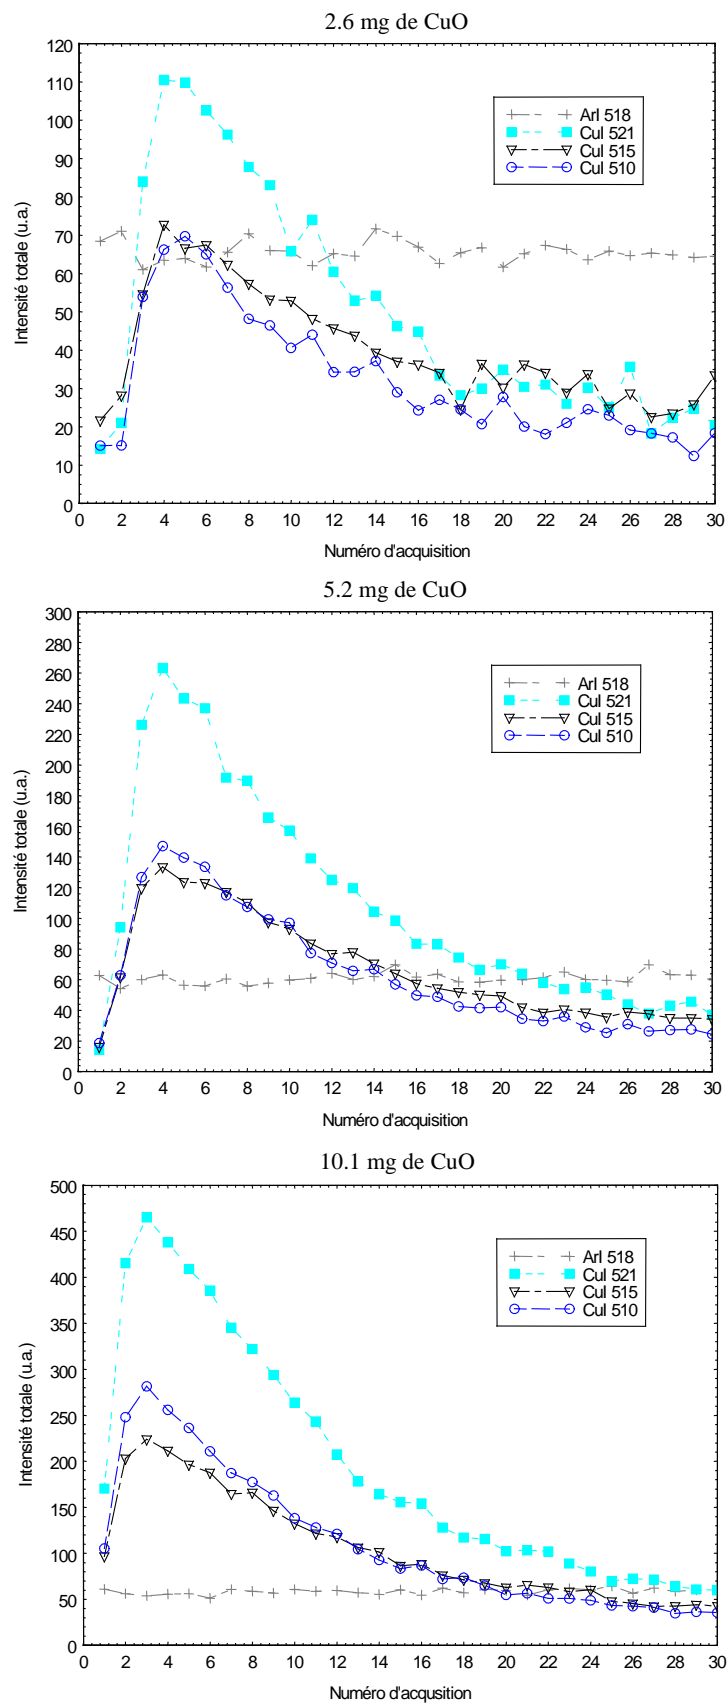 2.6 mg de CuO
120
110
100
90
80
70
60
50
40
30
20
10
0
Intensité totale (u.a.)
ArI 518
CuI 521
CuI 515
CuI 510
0 2 4 6 8 10 12 14 16 18 20 22 24 26 28 30
Numéro d'acquisition
5.2 mg de CuO
300
280
260
240
220
200
180
160
140
120
100
80
60
40
20
0
Intensité totale (u.a.)
ArI 518
CuI 521
CuI 515
CuI 510
0 2 4 6 8 10 12 14 16 18 20 22 24 26 28 30
Numéro d'acquisition
10.1 mg de CuO
500
450
400
350
300
250
200
150
100
50
0
Intensité totale (u.a.)
ArI 518
CuI 521
CuI 515
CuI 510
0 2 4 6 8 10 12 14 16 18 20 22 24 26 28 30
Numéro d'acqusition